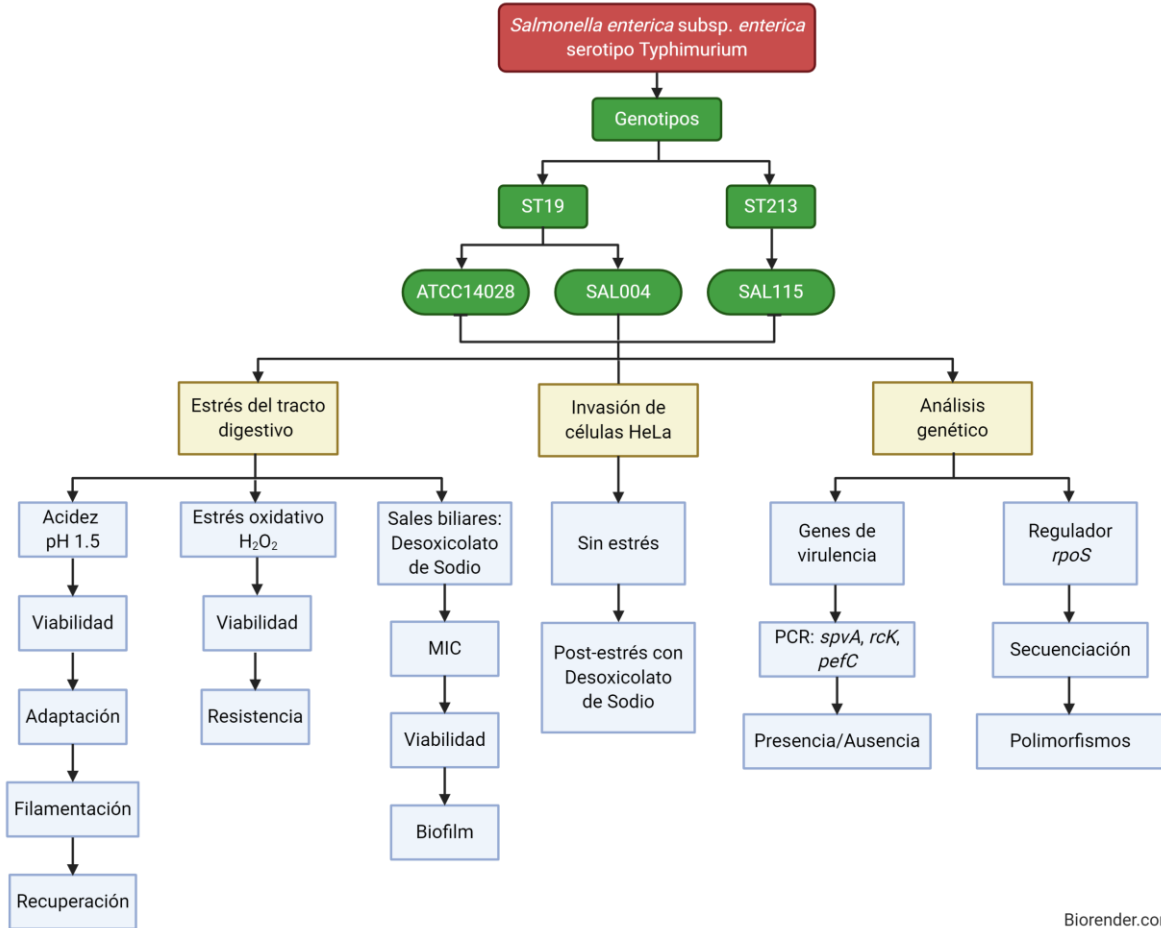 Salmonella enterica subsp. enterica
serotipo Typhimurium
Genotipos
ST19
ST213
ATCC14028
SAL004
SAL115
Estrés del tracto
digestivo
Invasión de
células HeLa
Análisis
genético
Acidez
pH 1.5
Viabilidad
Adaptación
Filamentación
Recuperación
Estrés oxidativo
H₂O₂
Viabilidad
Resistencia
Sales biliares:
Desoxicolato
de Sodio
MIC
Viabilidad
Biofilm
Sin estrés
Post-estrés con
Desoxicolato
de Sodio
Genes de
virulencia
PCR: spvA, rcK,
pefC
Presencia/Ausencia
Regulador
rpoS
Secuenciación
Polimorfismos
Biorender.com